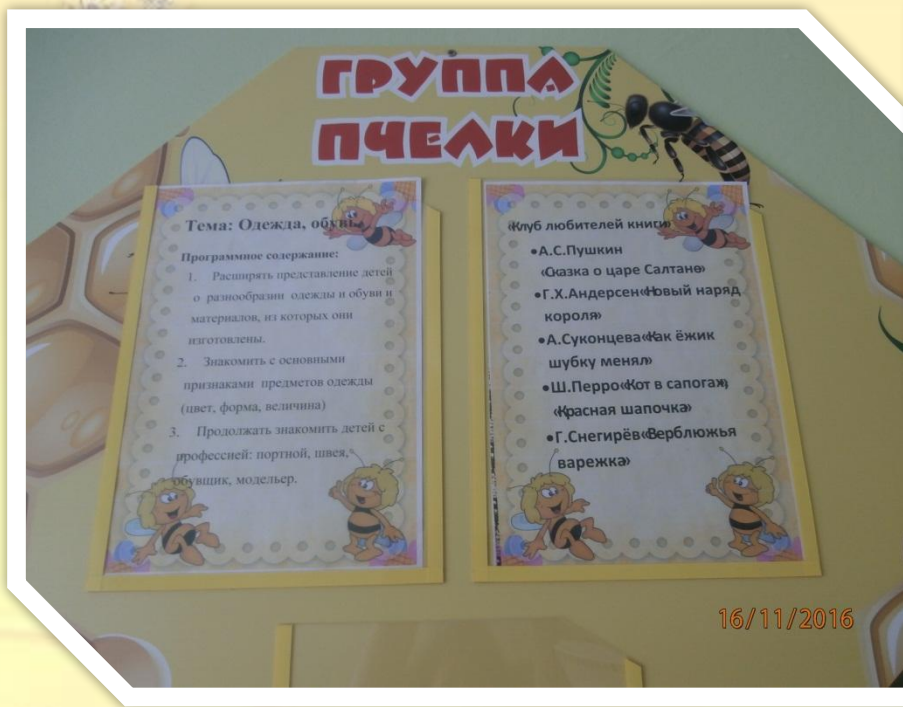 ГРУППА
ПЧЕЛКИ
Тема: Одежда, обувь.
Программное содержание:
1. Расширять представление детей
о разнообразии одежды и обуви и
материалов, из которых они
изготовлены.
2. Знакомить с основными
признаками предметов одежды
(цвет, форма, величина)
3. Продолжать знакомить детей с
профессией: портной, швея,
обувщик, модельер.
«Клуб любителей книги»
•А.С.Пушкин
«Сказка о царе Салтане»
•Г.Х.Андерсен«Новый наряд
короля»
•А.Суконцева«Как ёжик
шубку менял»
•Ш.Перро«Кот в сапогах»,
«Красная шапочка»
•Г.Снегирёв«Верблюжья
варежка»
16/11/2016